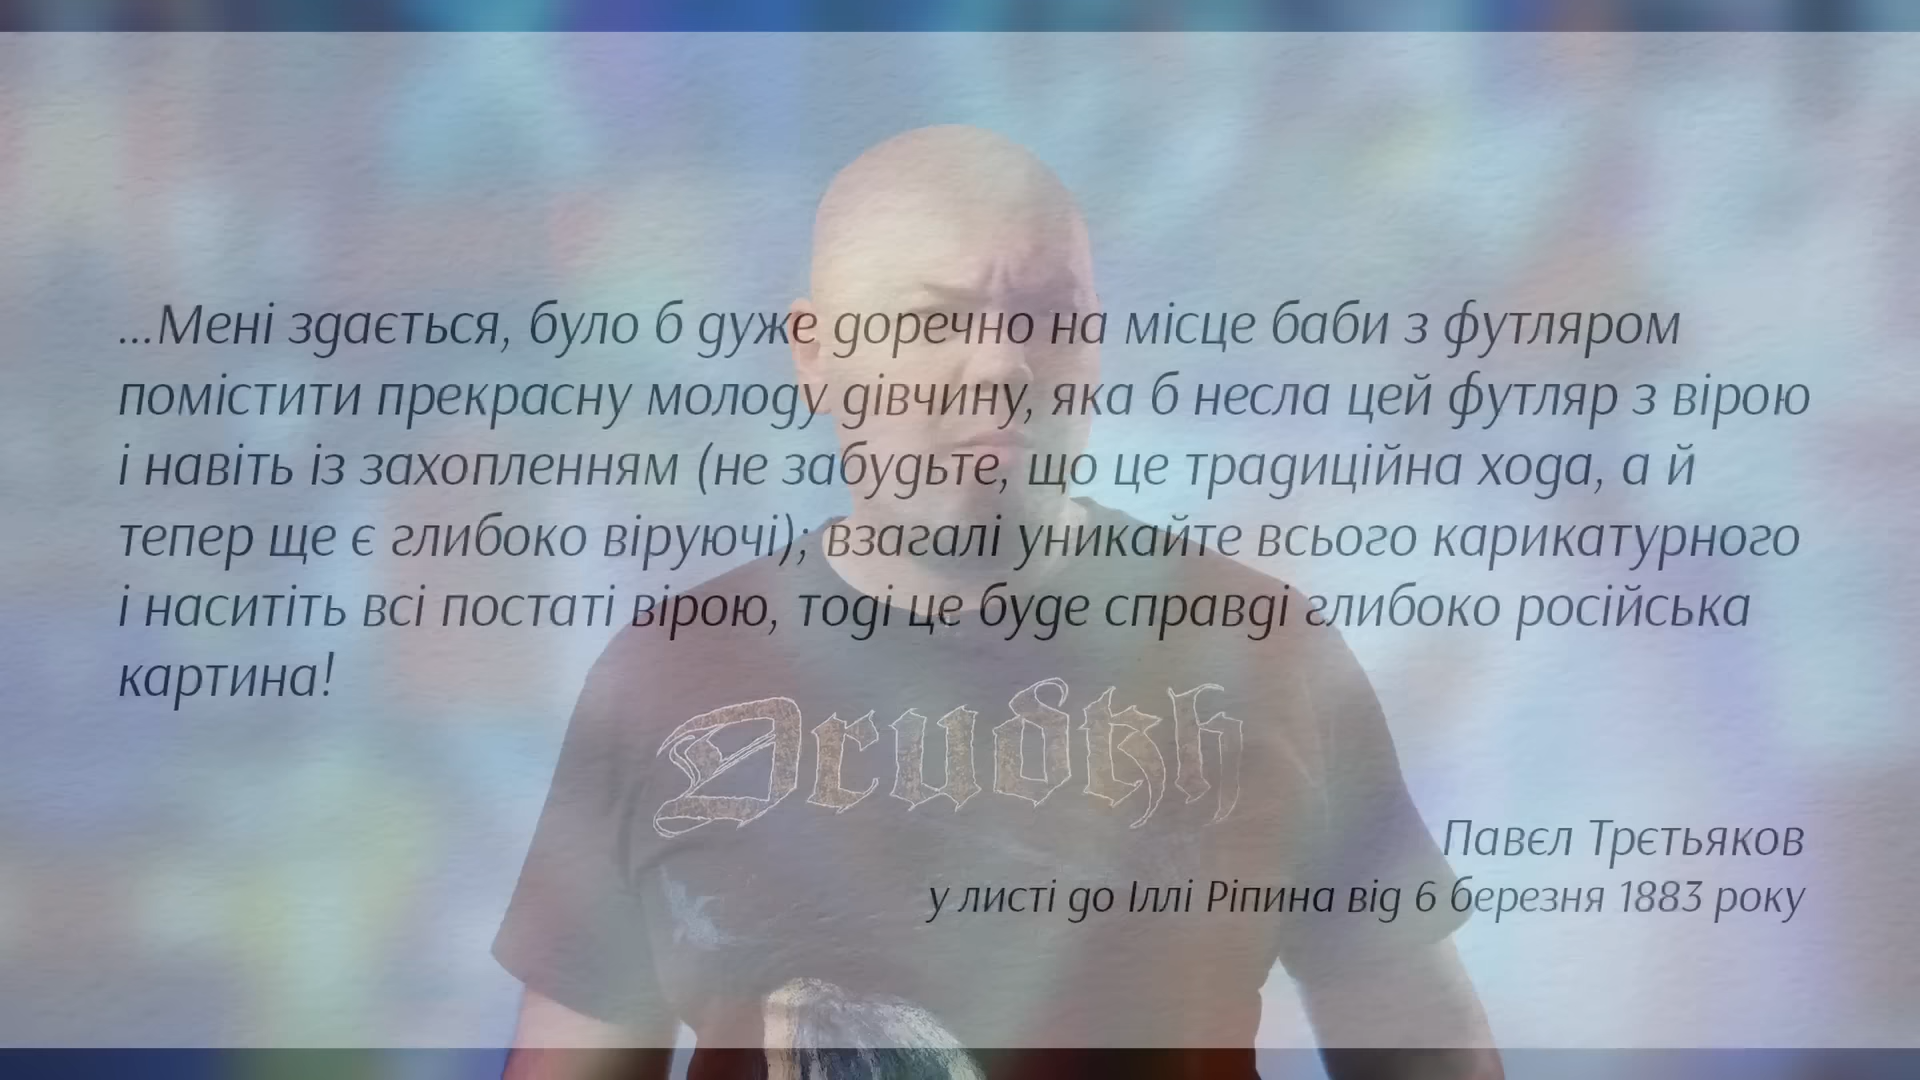 ...Мені здається, було б дуже доречно на місце баби з футляром
помістити прекрасну молоду дівчину, яка б несла цей футляр з вірою
і навіть із захопленням (не забудьте, що це традиційна хода, а й
тепер ще є глибоко віруючі); взагалі уникайте всього карикатурного
і наситіть всі постаті вірою, тоді це буде справді глибоко російська
картина!
Drudkh
Павєл Трєтьяков
у листі до Іллі Ріпина від 6 березня 1883 року